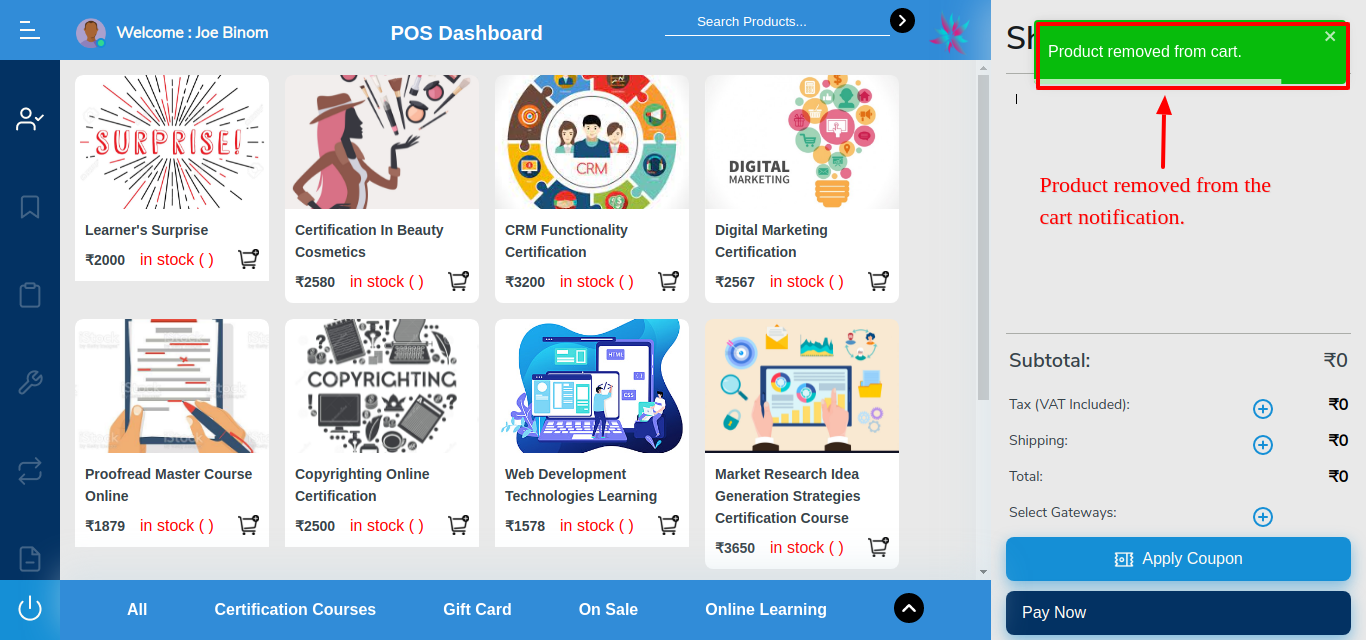 Welcome : Joe Binom
POS Dashboard
Search Products...
Sh
Product removed from cart.
Product removed from the
cart notification.
SURPRISE!
Learner's Surprise
₹2000 in stock ( )
Certification In Beauty
Cosmetics
₹2580 in stock ( )
CRM
CRM Functionality
Certification
₹3200 in stock ( )
DIGITAL
MARKETING
Digital Marketing
Certification
₹2567 in stock ( )
iStock
Proofread Master Course
Online
₹1879 in stock ( )
COPYRIGHTING
Copyrighting Online
Certification
₹2500 in stock ( )
HTML
CSS
Web Development
Technologies Learning
₹1578 in stock ( )
Market Research Idea
Generation Strategies
Certification Course
₹3650 in stock ( )
Subtotal: ₹0
Tax (VAT Included): ₹0
Shipping: ₹0
Total: ₹0
Select Gateways:
Apply Coupon
Pay Now
All
Certification Courses
Gift Card
On Sale
Online Learning